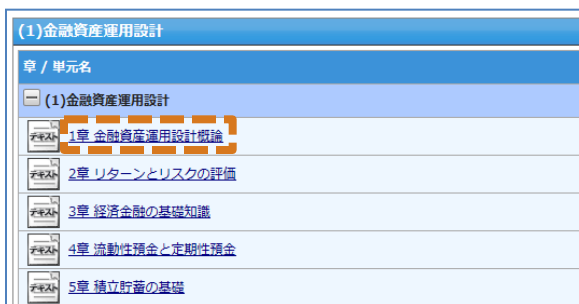 (1)金融資産運用設計
章 / 単元名
(1)金融資産運用設計
テキスト 1章 金融資産運用設計概論
テキスト 2章 リターンとリスクの評価
テキスト 3章 経済金融の基礎知識
テキスト 4章 流動性預金と定期性預金
テキスト 5章 積立貯蓄の基礎